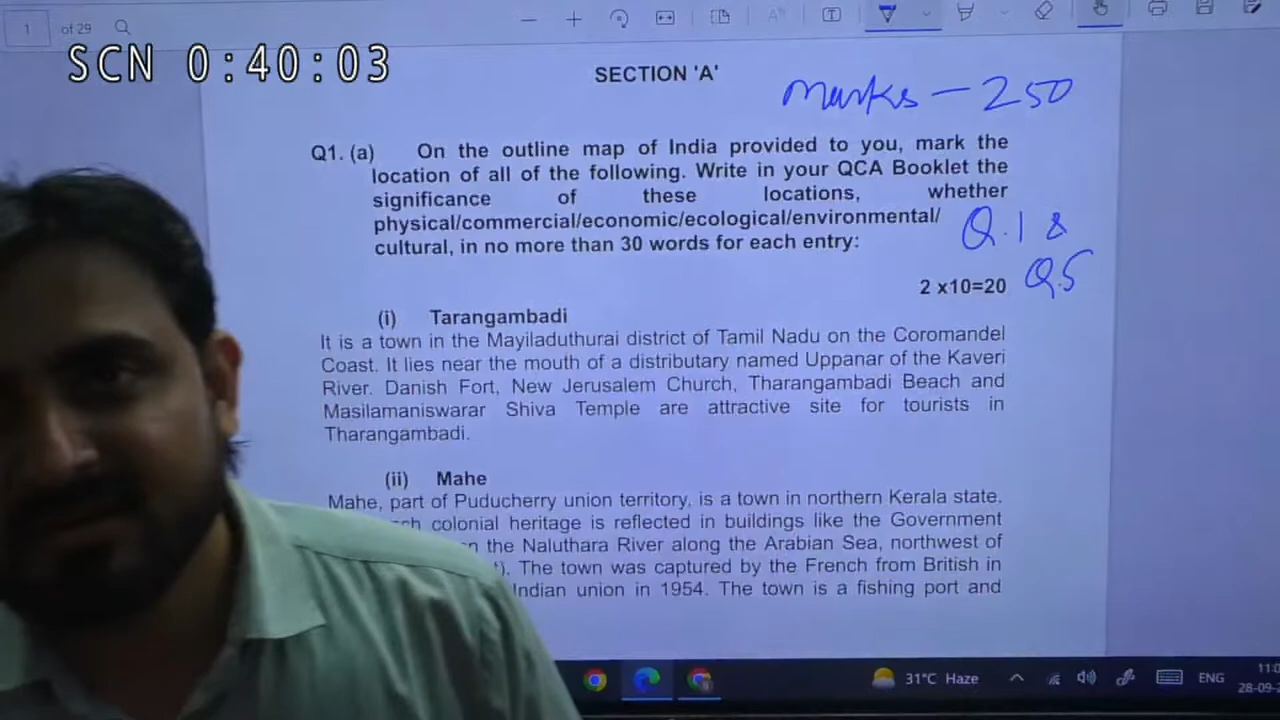 1 of 29
SCN 0:40:03
SECTION 'A'
Marks - 250
Q1. (a) On the outline map of India provided to you, mark the
location of all of the following. Write in your QCA Booklet the
significance of these locations, whether
physical/commercial/economic/ecological/environmental/
cultural, in no more than 30 words for each entry:
Q.1 &
Q.5
2 x10=20
(i) Tarangambadi
It is a town in the Mayiladuthurai district of Tamil Nadu on the Coromandel
Coast. It lies near the mouth of a distributary named Uppanar of the Kaveri
River. Danish Fort, New Jerusalem Church, Tharangambadi Beach and
Masilamaniswarar Shiva Temple are attractive site for tourists in
Tharangambadi.
(ii) Mahe
Mahe, part of Puducherry union territory, is a town in northern Kerala state.
colonial heritage is reflected in buildings like the Government
the Naluthara River along the Arabian Sea, northwest of
The town was captured by the French from British in
Indian union in 1954. The town is a fishing port and
31°C Haze
ENG